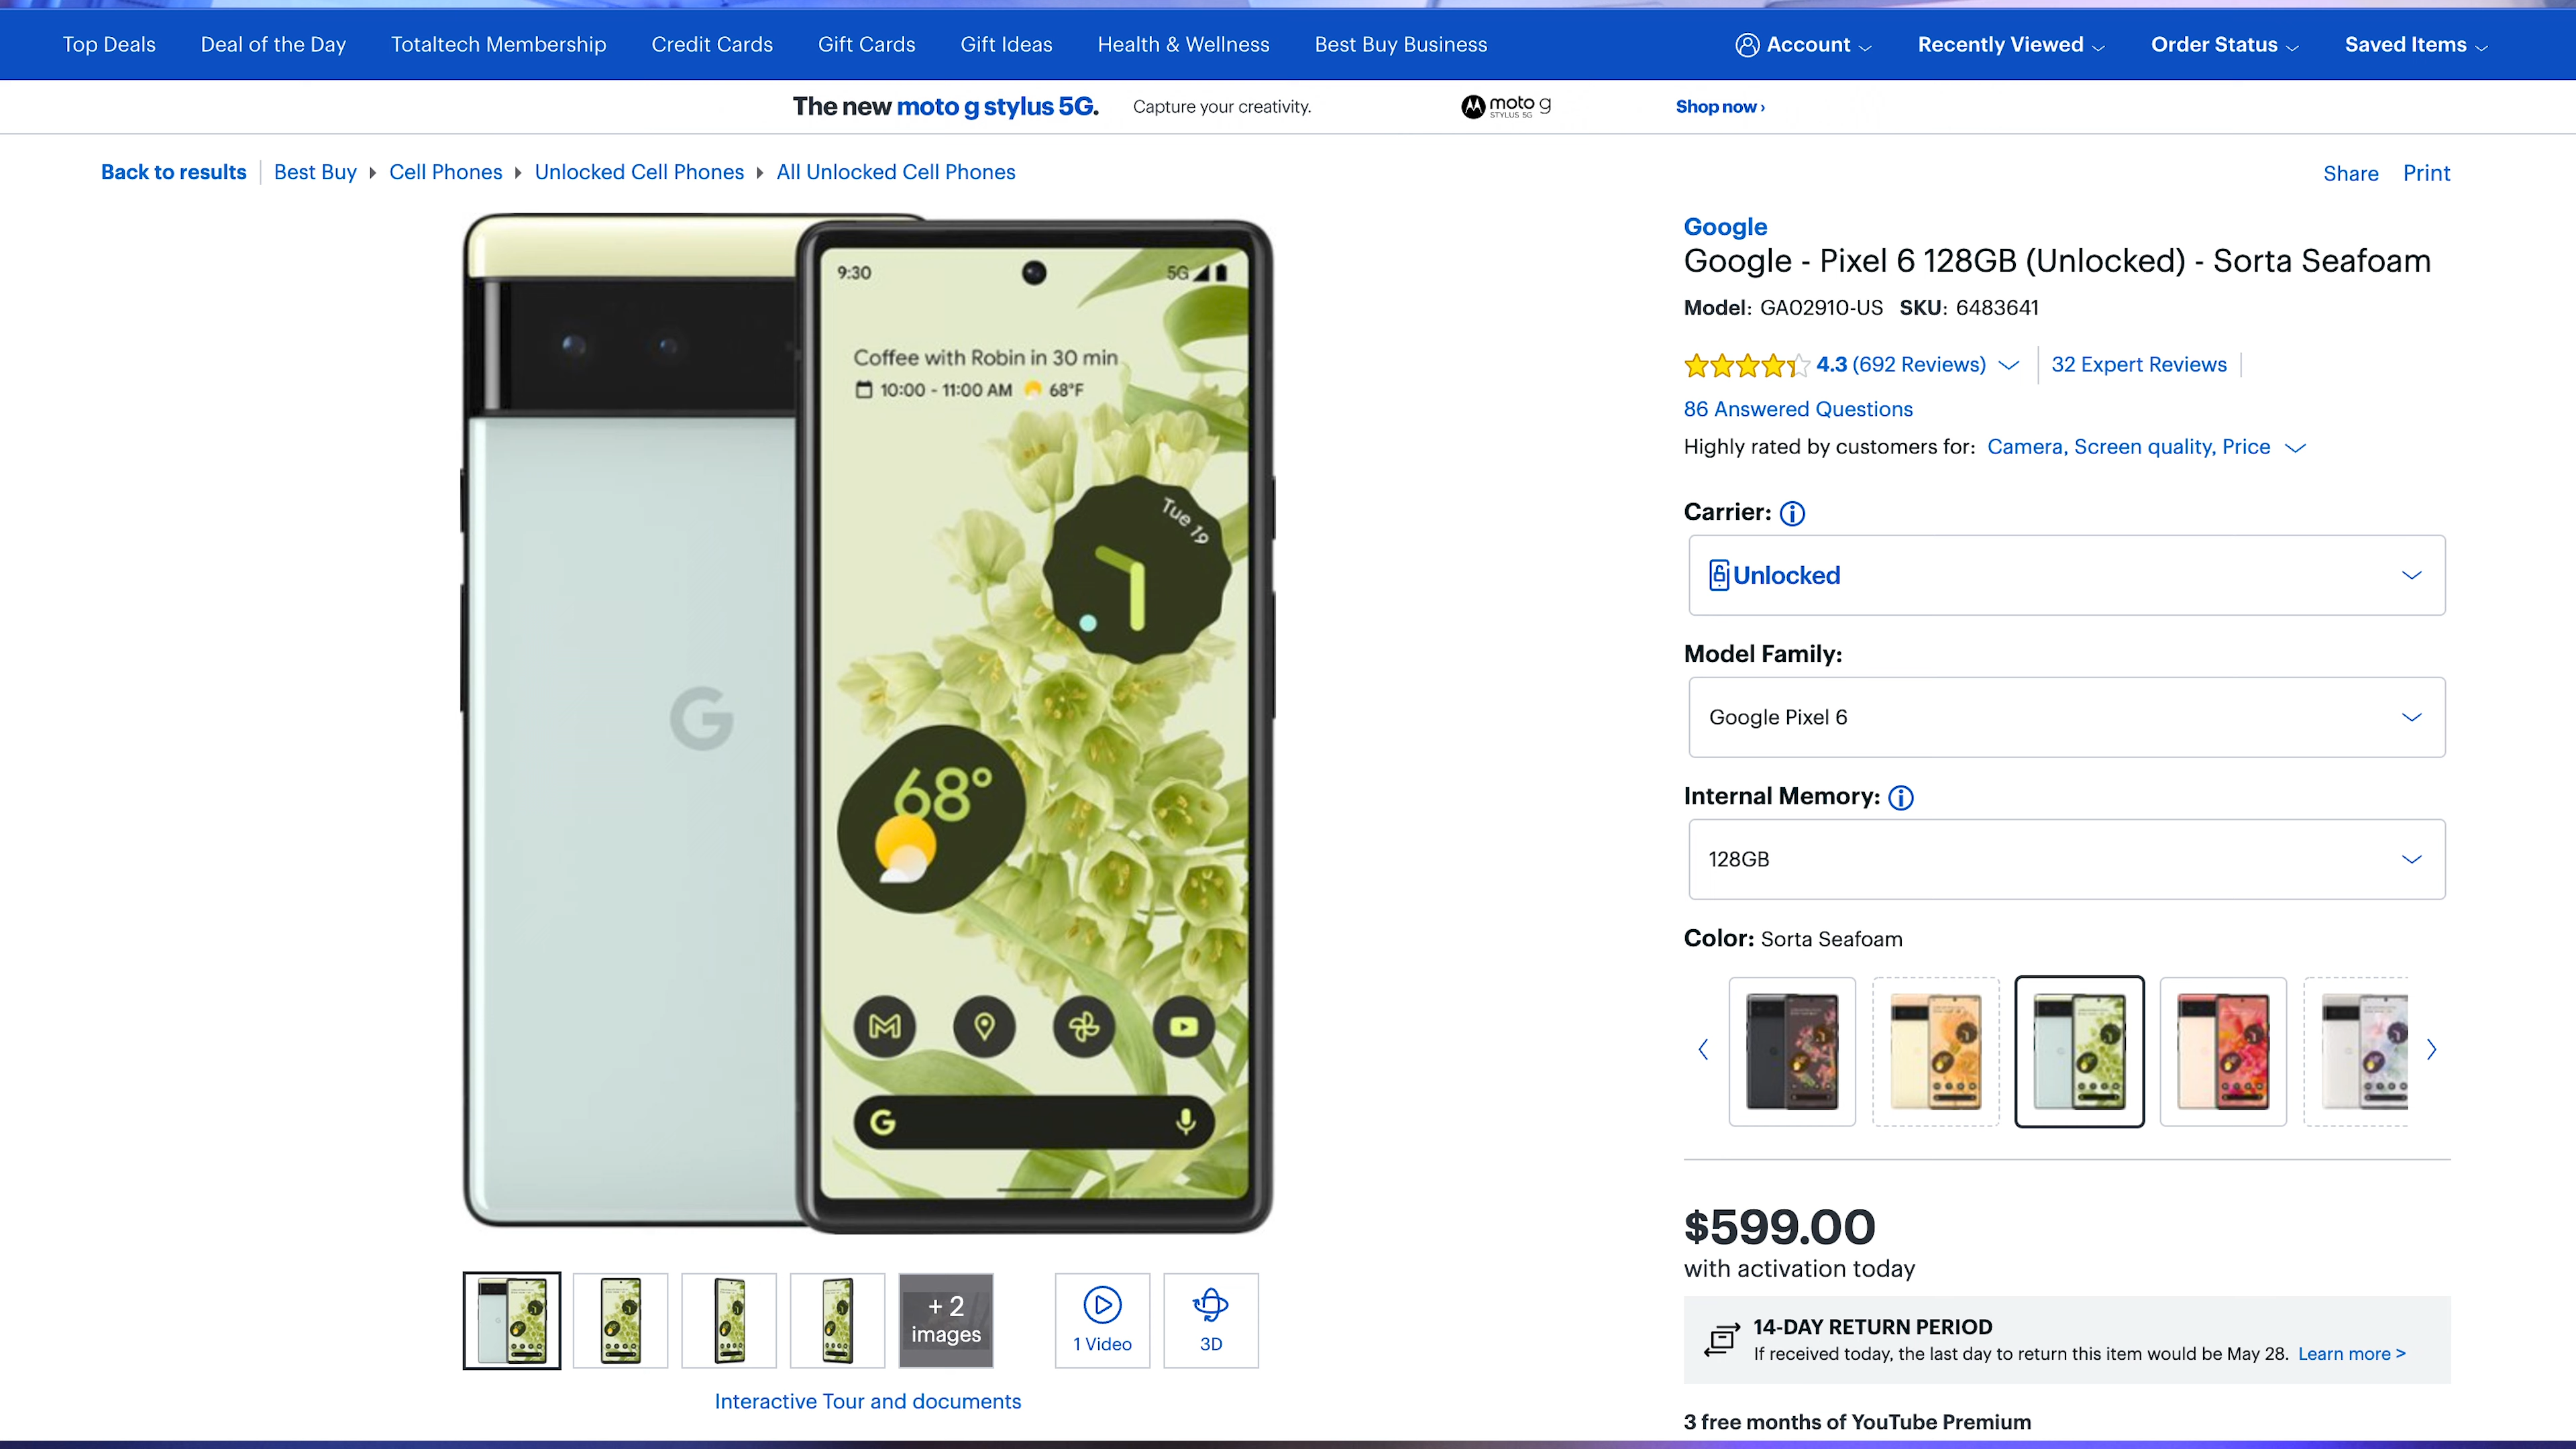 Top Deals Deal of the Day Totaltech Membership Credit Cards Gift Cards Gift Ideas Health & Wellness Best Buy Business Account Recently Viewed Order Status Saved Items
The new moto g stylus 5G. Capture your creativity. moto g STYLUS 5G Shop now ›
Back to results Best Buy Cell Phones Unlocked Cell Phones All Unlocked Cell Phones Share Print
9:30 5G
Coffee with Robin in 30 min
10:00 - 11:00 AM 68°F
Tue 19
68°
G
G
+ 2
images
1 Video
3D
Interactive Tour and documents
Google
Google - Pixel 6 128GB (Unlocked) - Sorta Seafoam
Model: GA02910-US SKU: 6483641
4.3 (692 Reviews) 32 Expert Reviews
86 Answered Questions
Highly rated by customers for: Camera, Screen quality, Price
Carrier:
Unlocked
Model Family:
Google Pixel 6
Internal Memory:
128GB
Color: Sorta Seafoam
$599.00
with activation today
14-DAY RETURN PERIOD
If received today, the last day to return this item would be May 28. Learn more >
3 free months of YouTube Premium